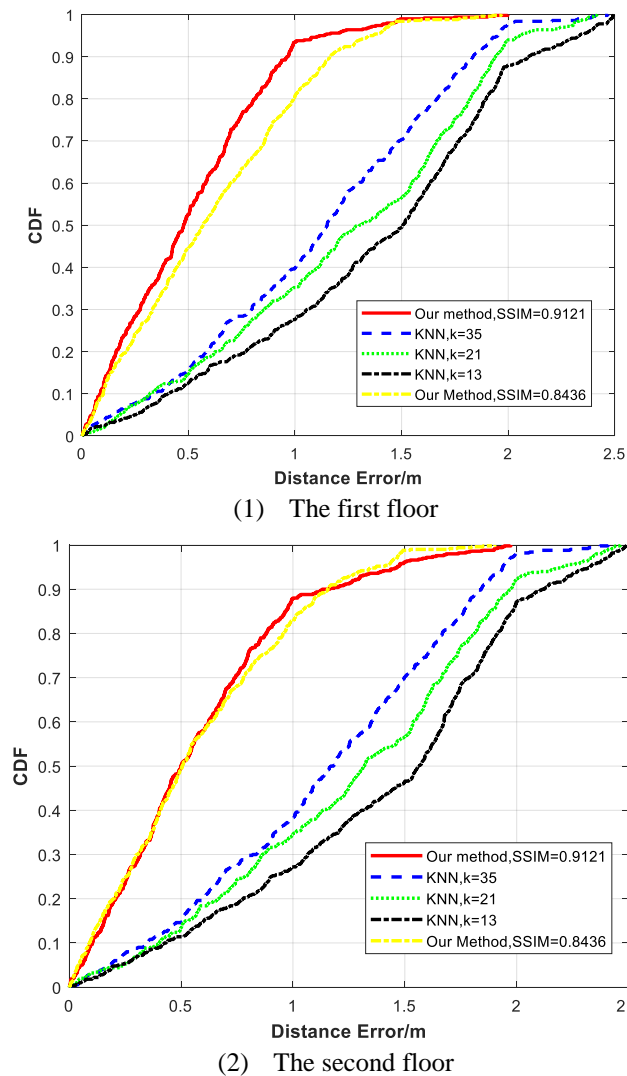 1
0.9
0.8
0.7
0.6
0.5
0.4
0.3
0.2
0.1
0
CDF
Our method,SSIM=0.9121
KNN,k=35
KNN,k=21
KNN,k=13
Our Method,SSIM=0.8436
0 0.5 1 1.5 2 2.5
Distance Error/m
(1) The first floor
1
0.9
0.8
0.7
0.6
0.5
0.4
0.3
0.2
0.1
0
CDF
Our method,SSIM=0.9121
KNN,k=35
KNN,k=21
KNN,k=13
Our Method,SSIM=0.8436
0 0.5 1 1.5 2 2
Distance Error/m
(2) The second floor